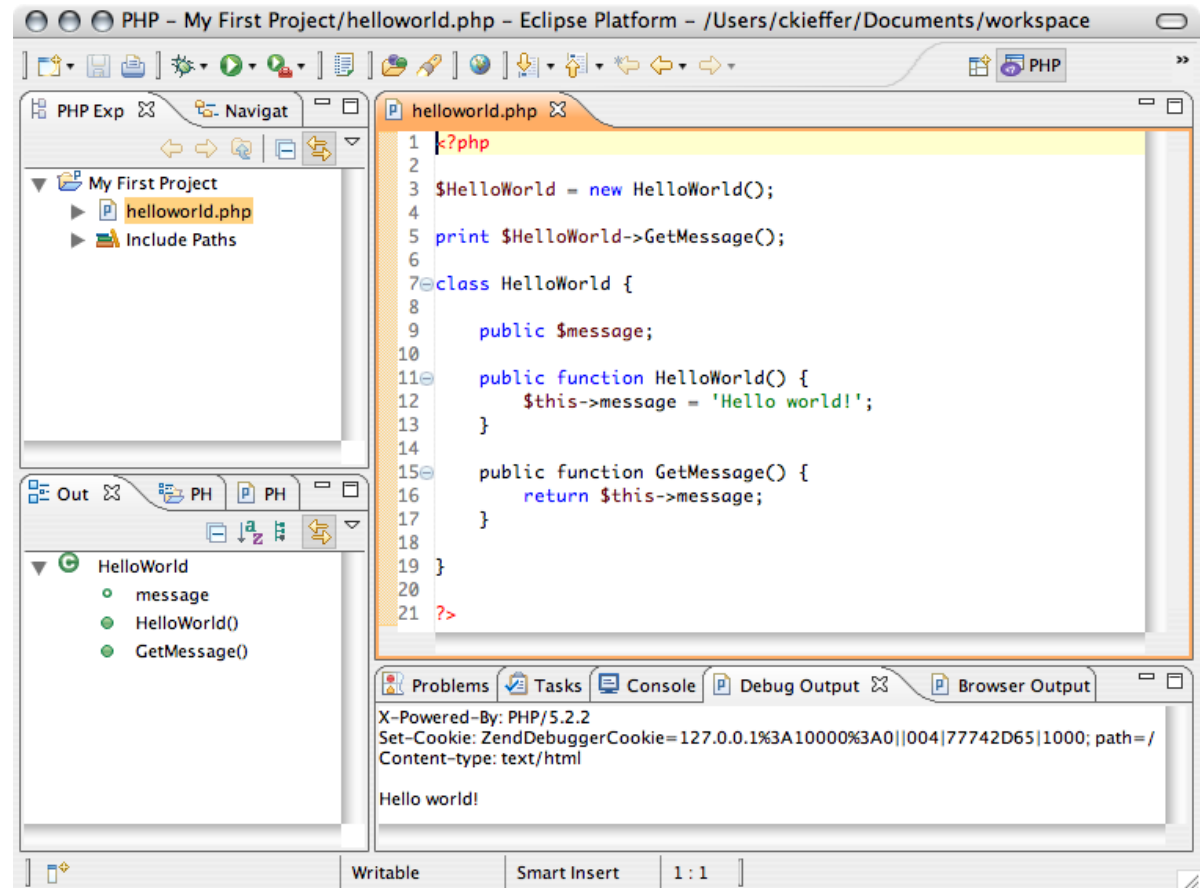 PHP – My First Project/helloworld.php – Eclipse Platform – /Users/ckieffer/Documents/workspace
PHP
»
PHP Exp
Navigat
My First Project
helloworld.php
Include Paths
helloworld.php
1 <?php
2
3 $HelloWorld = new HelloWorld();
4
5 print $HelloWorld->GetMessage();
6
7 class HelloWorld {
8
9 public $message;
10
11 public function HelloWorld() {
12 $this->message = 'Hello world!';
13 }
14
15 public function GetMessage() {
16 return $this->message;
17 }
18
19 }
20
21 ?>
Out
PH
PH
HelloWorld
message
HelloWorld()
GetMessage()
Problems
Tasks
Console
Debug Output
Browser Output
X-Powered-By: PHP/5.2.2
Set-Cookie: ZendDebuggerCookie=127.0.0.1%3A10000%3A0||004|77742D65|1000; path=/
Content-type: text/html
Hello world!
Writable
Smart Insert
1 : 1